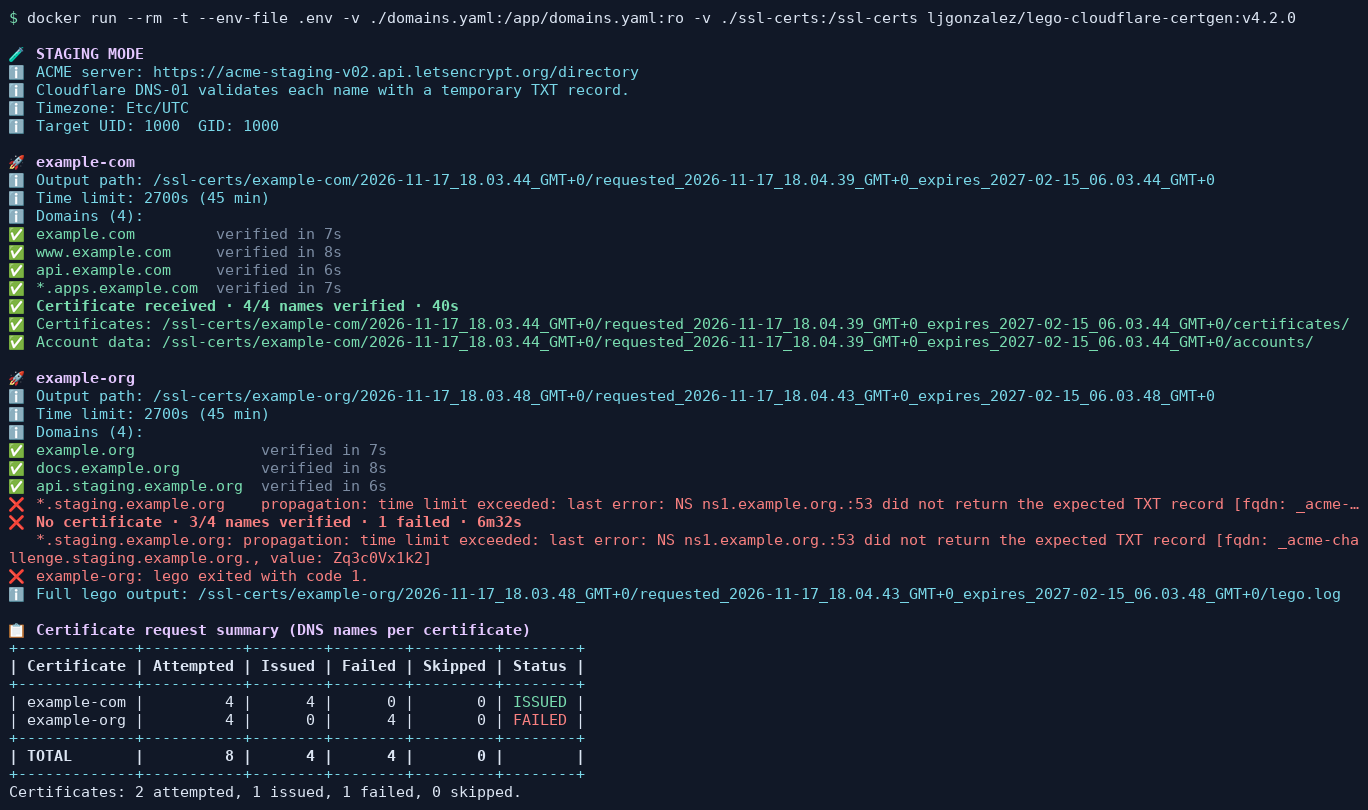 $ docker run --rm -t --env-file .env -v ./domains.yaml:/app/domains.yaml:ro -v ./ssl-certs:/ssl-certs ljgonzalez/lego-cloudflare-certgen:v4.2.0
🧪 STAGING MODE
ℹ️ ACME server: https://acme-staging-v02.api.letsencrypt.org/directory
ℹ️ Cloudflare DNS-01 validates each name with a temporary TXT record.
ℹ️ Timezone: Etc/UTC
ℹ️ Target UID: 1000  GID: 1000
🚀 example-com
ℹ️ Output path: /ssl-certs/example-com/2026-11-17_18.03.44_GMT+0/requested_2026-11-17_18.04.39_GMT+0_expires_2027-02-15_06.03.44_GMT+0
ℹ️ Time limit: 2700s (45 min)
ℹ️ Domains (4):
✅ example.com         verified in 7s
✅ www.example.com     verified in 8s
✅ api.example.com     verified in 6s
✅ *.apps.example.com  verified in 7s
✅ Certificate received · 4/4 names verified · 40s
✅ Certificates: /ssl-certs/example-com/2026-11-17_18.03.44_GMT+0/requested_2026-11-17_18.04.39_GMT+0_expires_2027-02-15_06.03.44_GMT+0/certificates/
✅ Account data: /ssl-certs/example-com/2026-11-17_18.03.44_GMT+0/requested_2026-11-17_18.04.39_GMT+0_expires_2027-02-15_06.03.44_GMT+0/accounts/
🚀 example-org
ℹ️ Output path: /ssl-certs/example-org/2026-11-17_18.03.48_GMT+0/requested_2026-11-17_18.04.43_GMT+0_expires_2027-02-15_06.03.48_GMT+0
ℹ️ Time limit: 2700s (45 min)
ℹ️ Domains (4):
✅ example.org              verified in 7s
✅ docs.example.org         verified in 8s
✅ api.staging.example.org  verified in 6s
❌ *.staging.example.org    propagation: time limit exceeded: last error: NS ns1.example.org.:53 did not return the expected TXT record [fqdn: _acme-…
❌ No certificate · 3/4 names verified · 1 failed · 6m32s
   *.staging.example.org: propagation: time limit exceeded: last error: NS ns1.example.org.:53 did not return the expected TXT record [fqdn: _acme-cha
llenge.staging.example.org., value: Zq3c0Vx1k2]
❌ example-org: lego exited with code 1.
ℹ️ Full lego output: /ssl-certs/example-org/2026-11-17_18.03.48_GMT+0/requested_2026-11-17_18.04.43_GMT+0_expires_2027-02-15_06.03.48_GMT+0/lego.log
📋 Certificate request summary (DNS names per certificate)
+-------------+-----------+--------+--------+---------+--------+
| Certificate | Attempted | Issued | Failed | Skipped | Status |
+-------------+-----------+--------+--------+---------+--------+
| example-com |         4 |      4 |      0 |       0 | ISSUED |
| example-org |         4 |      0 |      4 |       0 | FAILED |
+-------------+-----------+--------+--------+---------+--------+
| TOTAL       |         8 |      4 |      4 |       0 |        |
+-------------+-----------+--------+--------+---------+--------+
Certificates: 2 attempted, 1 issued, 1 failed, 0 skipped.